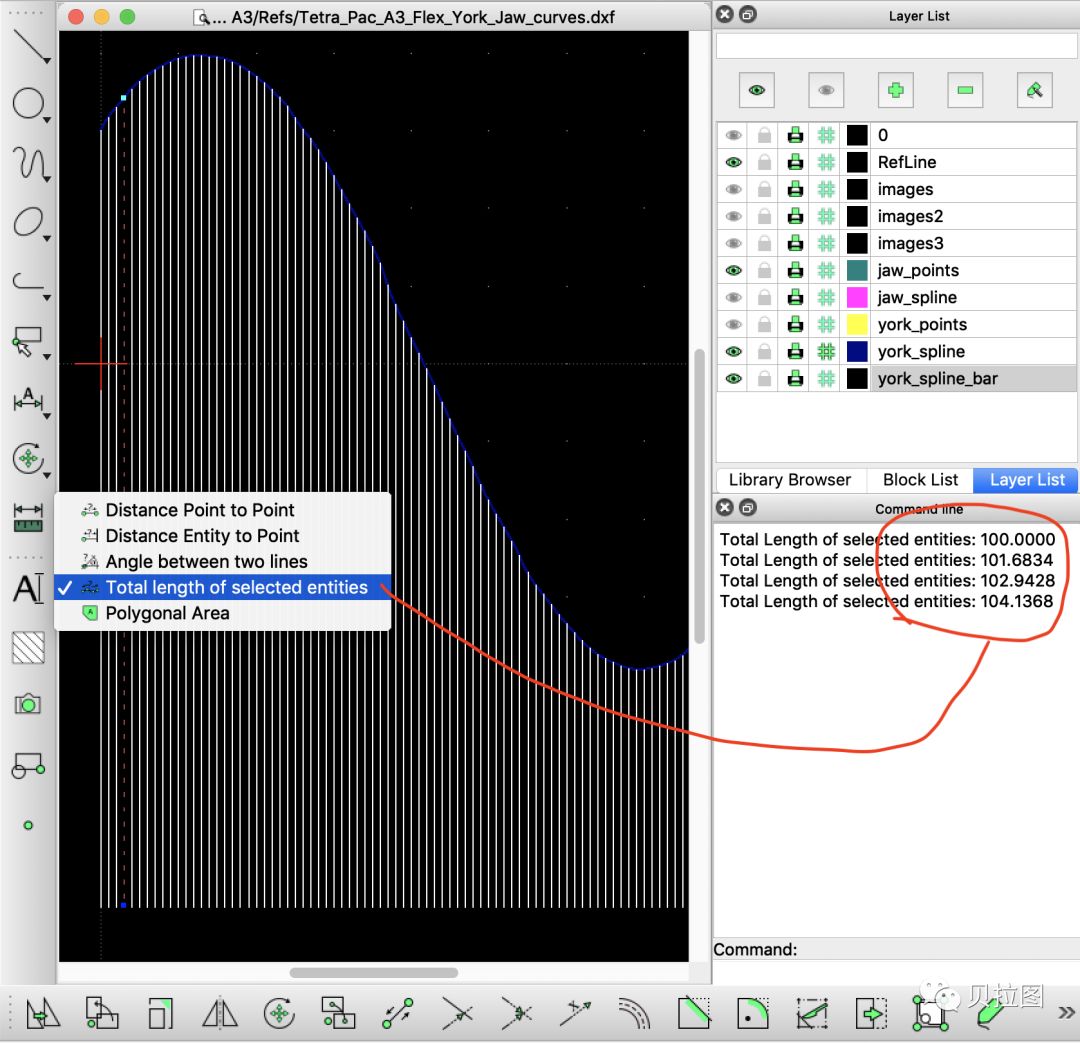 ... A3/Refs/Tetra_Pac_A3_Flex_York_Jaw_curves.dxf
Layer List
0
RefLine
images
images2
images3
jaw_points
jaw_spline
york_points
york_spline
york_spline_bar
Library Browser
Block List
Layer List
Command line
Total Length of selected entities: 100.0000
Total Length of selected entities: 101.6834
Total Length of selected entities: 102.9428
Total Length of selected entities: 104.1368
Distance Point to Point
Distance Entity to Point
Angle between two lines
Total length of selected entities
Polygonal Area
A
A
Command:
贝拉图